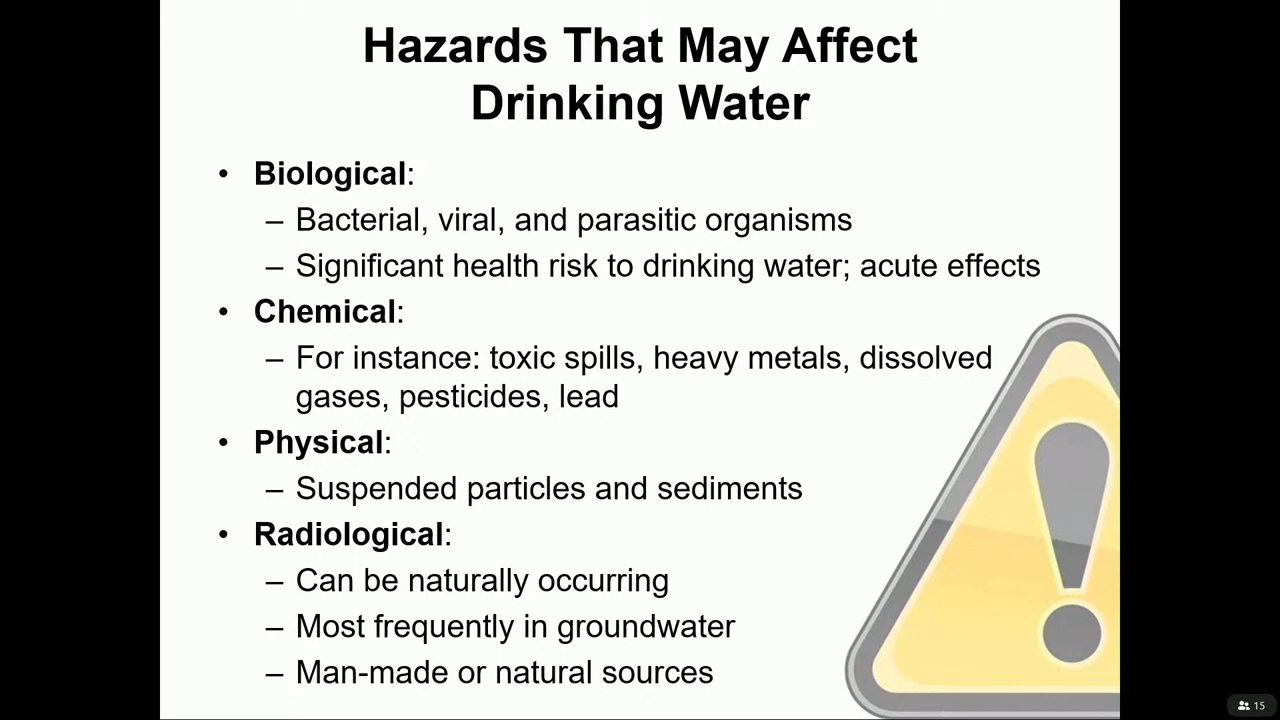 Hazards That May Affect
Drinking Water
• Biological:
– Bacterial, viral, and parasitic organisms
– Significant health risk to drinking water; acute effects
• Chemical:
– For instance: toxic spills, heavy metals, dissolved
gases, pesticides, lead
• Physical:
– Suspended particles and sediments
• Radiological:
– Can be naturally occurring
– Most frequently in groundwater
– Man-made or natural sources
15